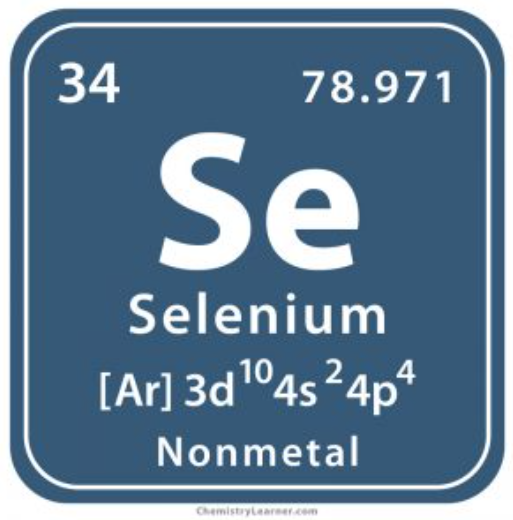 34 78.971
Se
Selenium
[Ar] 3d¹⁰4s²4p⁴
Nonmetal
ChemistryLearner.com